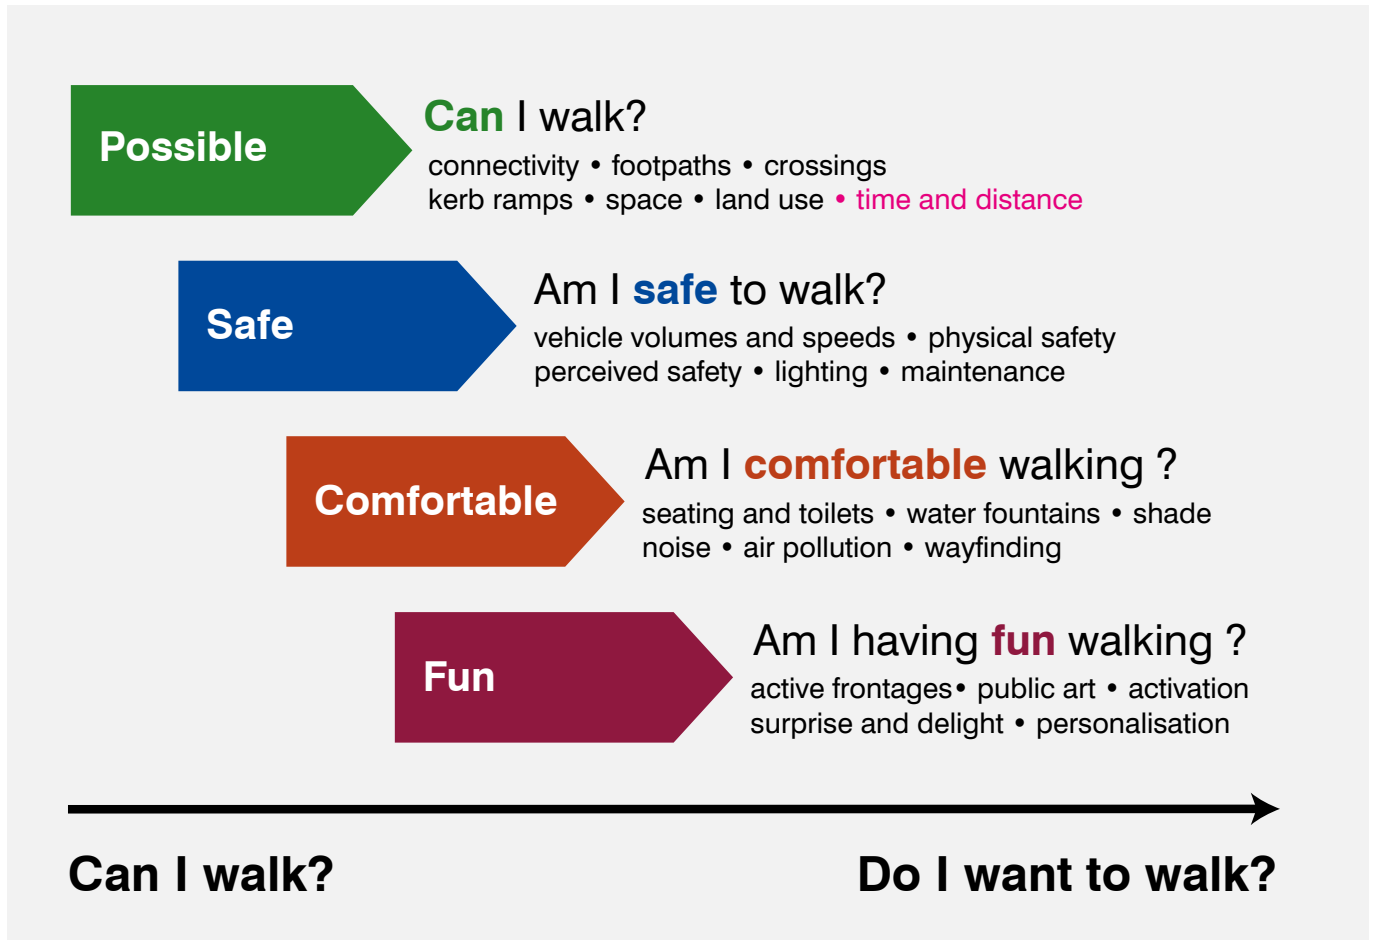 Possible
Can I walk?
connectivity • footpaths • crossings
kerb ramps • space • land use • time and distance
Safe
Am I safe to walk?
vehicle volumes and speeds • physical safety
perceived safety • lighting • maintenance
Comfortable
Am I comfortable walking ?
seating and toilets • water fountains • shade
noise • air pollution • wayfinding
Fun
Am I having fun walking ?
active frontages• public art • activation
surprise and delight • personalisation
Can I walk?
Do I want to walk?